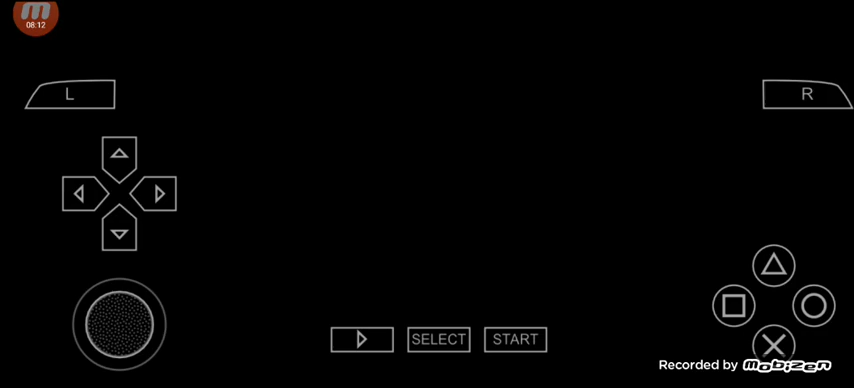 m
08:12
L
R
SELECT
START
Recorded by mobizen